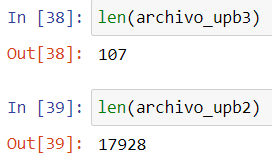 In [38]: len(archivo_upb3)
Out[38]: 107
In [39]: len(archivo_upb2)
Out[39]: 17928